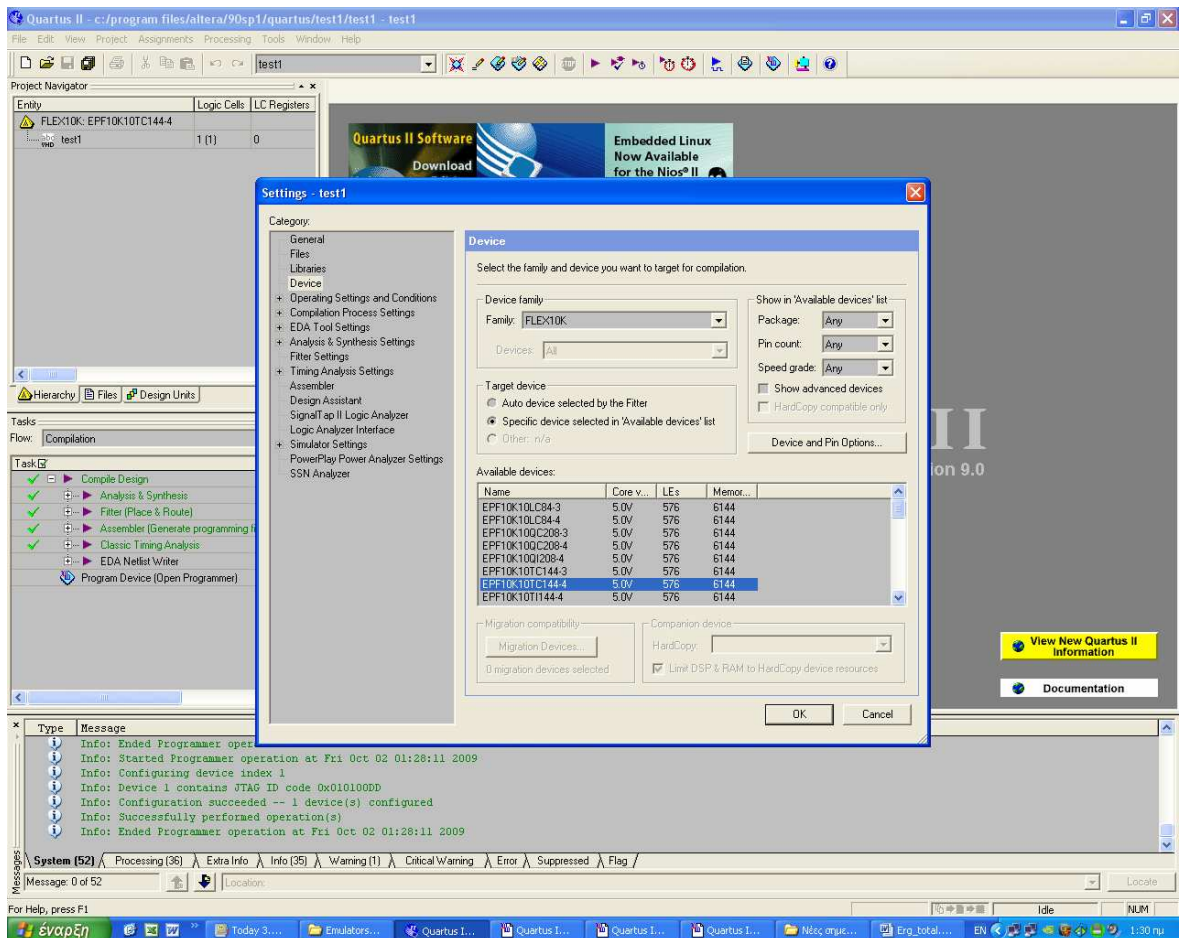 Quartus II - c:/program files/altera/90sp1/quartus/test1/test1 - test1
File Edit View Project Assignments Processing Tools Window Help
test1
Project Navigator
Entity Logic Cells LC Registers
FLEX10K: EPF10K10TC144-4
test1 1 (1) 0
Hierarchy Files Design Units
Tasks
Flow: Compilation
Task
Compile Design
Analysis & Synthesis
Fitter (Place & Route)
Assembler (Generate programming fi
Classic Timing Analysis
EDA Netlist Writer
Program Device (Open Programmer)
Quartus II Software
Download
Embedded Linux
Now Available
for the Nios® II
II
ion 9.0
View New Quartus II
Information
Documentation
Settings - test1
Category:
General
Files
Libraries
Device
Operating Settings and Conditions
Compilation Process Settings
EDA Tool Settings
Analysis & Synthesis Settings
Fitter Settings
Timing Analysis Settings
Assembler
Design Assistant
SignalTap II Logic Analyzer
Logic Analyzer Interface
Simulator Settings
PowerPlay Power Analyzer Settings
SSN Analyzer
Device
Select the family and device you want to target for compilation.
Device family
Family: FLEX10K
Devices: All
Show in 'Available devices' list
Package: Any
Pin count: Any
Speed grade: Any
Show advanced devices
HardCopy compatible only
Target device
Auto device selected by the Fitter
Specific device selected in 'Available devices' list
Other: n/a
Device and Pin Options...
Available devices:
Name Core v... LEs Memor...
EPF10K10LC84-3 5.0V 576 6144
EPF10K10LC84-4 5.0V 576 6144
EPF10K10QC208-3 5.0V 576 6144
EPF10K10QC208-4 5.0V 576 6144
EPF10K10QI208-4 5.0V 576 6144
EPF10K10TC144-3 5.0V 576 6144
EPF10K10TC144-4 5.0V 576 6144
EPF10K10TI144-4 5.0V 576 6144
Migration compatibility
Migration Devices...
0 migration devices selected
Companion device
HardCopy:
Limit DSP & RAM to HardCopy device resources
OK Cancel
Type Message
Info: Ended Programmer oper
Info: Started Programmer operation at Fri Oct 02 01:28:11 2009
Info: Configuring device index 1
Info: Device 1 contains JTAG ID code 0x010100DD
Info: Configuration succeeded -- 1 device(s) configured
Info: Successfully performed operation(s)
Info: Ended Programmer operation at Fri Oct 02 01:28:11 2009
Messages
System (52) Processing (36) Extra Info Info (35) Warning (1) Critical Warning Error Suppressed Flag
Message: 0 of 52 Location: Locate
For Help, press F1 Idle NUM
έναρξη Today 3.... Emulators... Quartus I... Quartus I... Quartus I... Quartus I... Νέες σημε... Erg_total.... EN 1:30 πμ